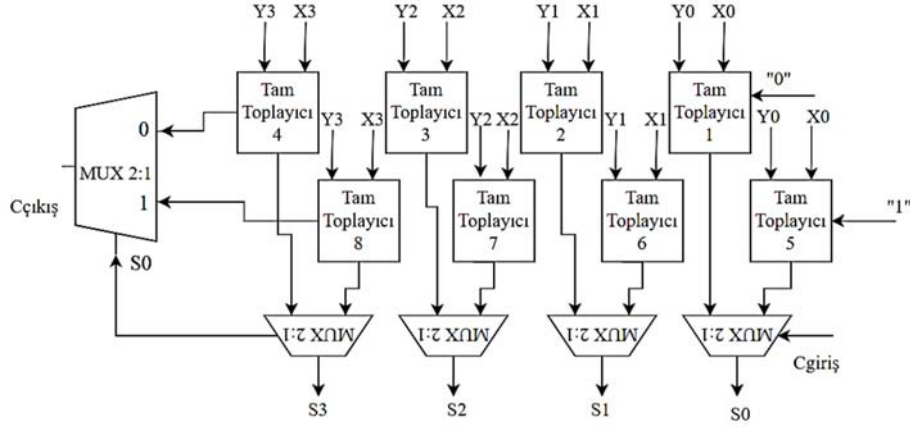 Y3 X3 Y2 X2 Y1 X1 Y0 X0
Tam
Toplayıcı
4
Tam
Toplayıcı
3
Tam
Toplayıcı
2
Tam
Toplayıcı
1
"0"
0
MUX 2:1
1
Cçıkış
S0
Y3 X3 Y2 X2 Y1 X1 Y0 X0
Tam
Toplayıcı
8
Tam
Toplayıcı
7
Tam
Toplayıcı
6
Tam
Toplayıcı
5
"1"
MUX 2:1 MUX 2:1 MUX 2:1 MUX 2:1
Cgiriş
S3 S2 S1 S0